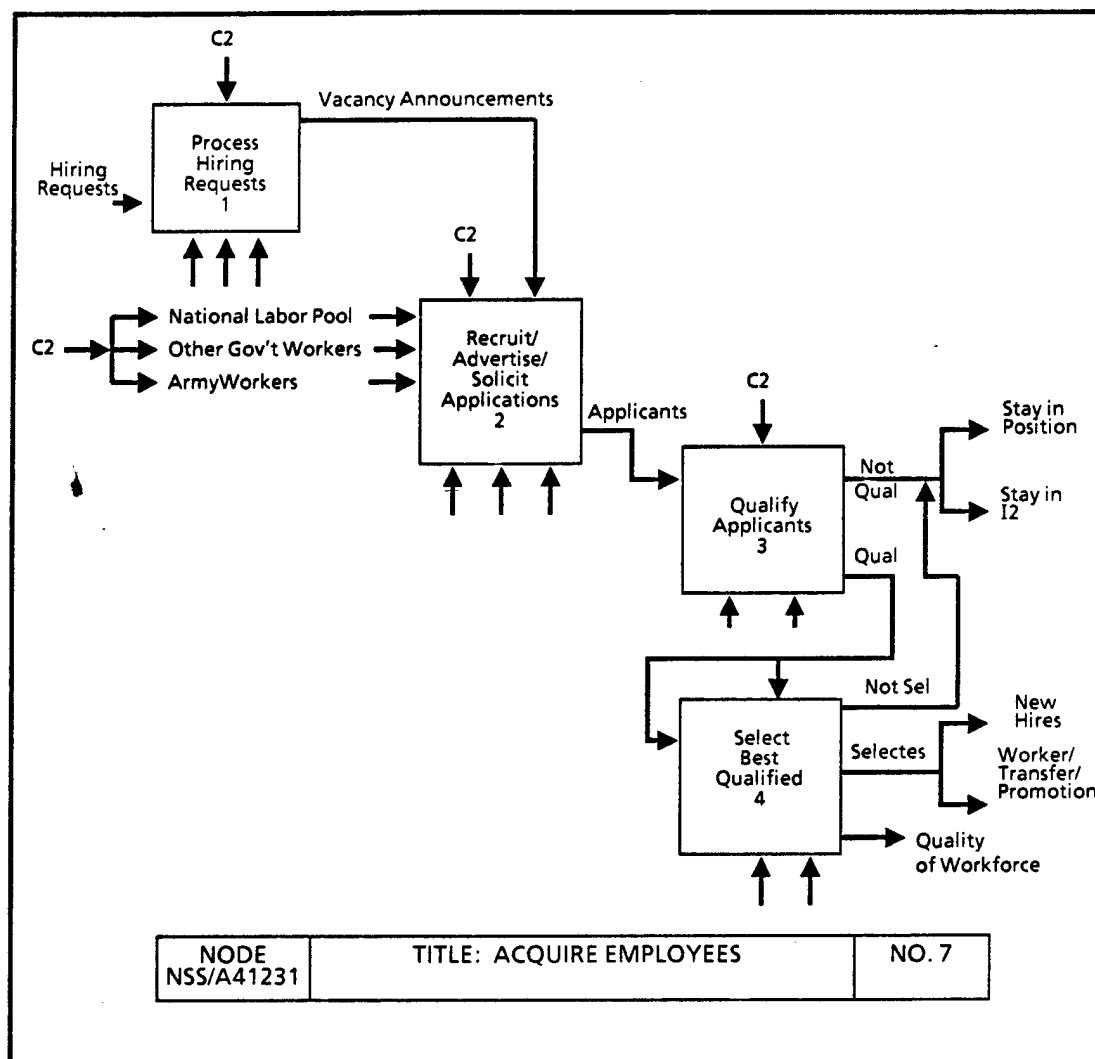 C2
Vacancy Announcements
Process
Hiring
Requests
1
Hiring
Requests
C2
National Labor Pool
C2
Other Gov't Workers
ArmyWorkers
Recruit/
Advertise/
Solicit
Applications
2
Applicants
C2
Stay in
Position
Not
Qual
Stay in
I2
Qualify
Applicants
3
Qual
Not Sel
New
Hires
Select
Best
Qualified
4
Selectes
Worker/
Transfer/
Promotion
Quality
of Workforce
NODE
NSS/A41231
TITLE: ACQUIRE EMPLOYEES
NO. 7